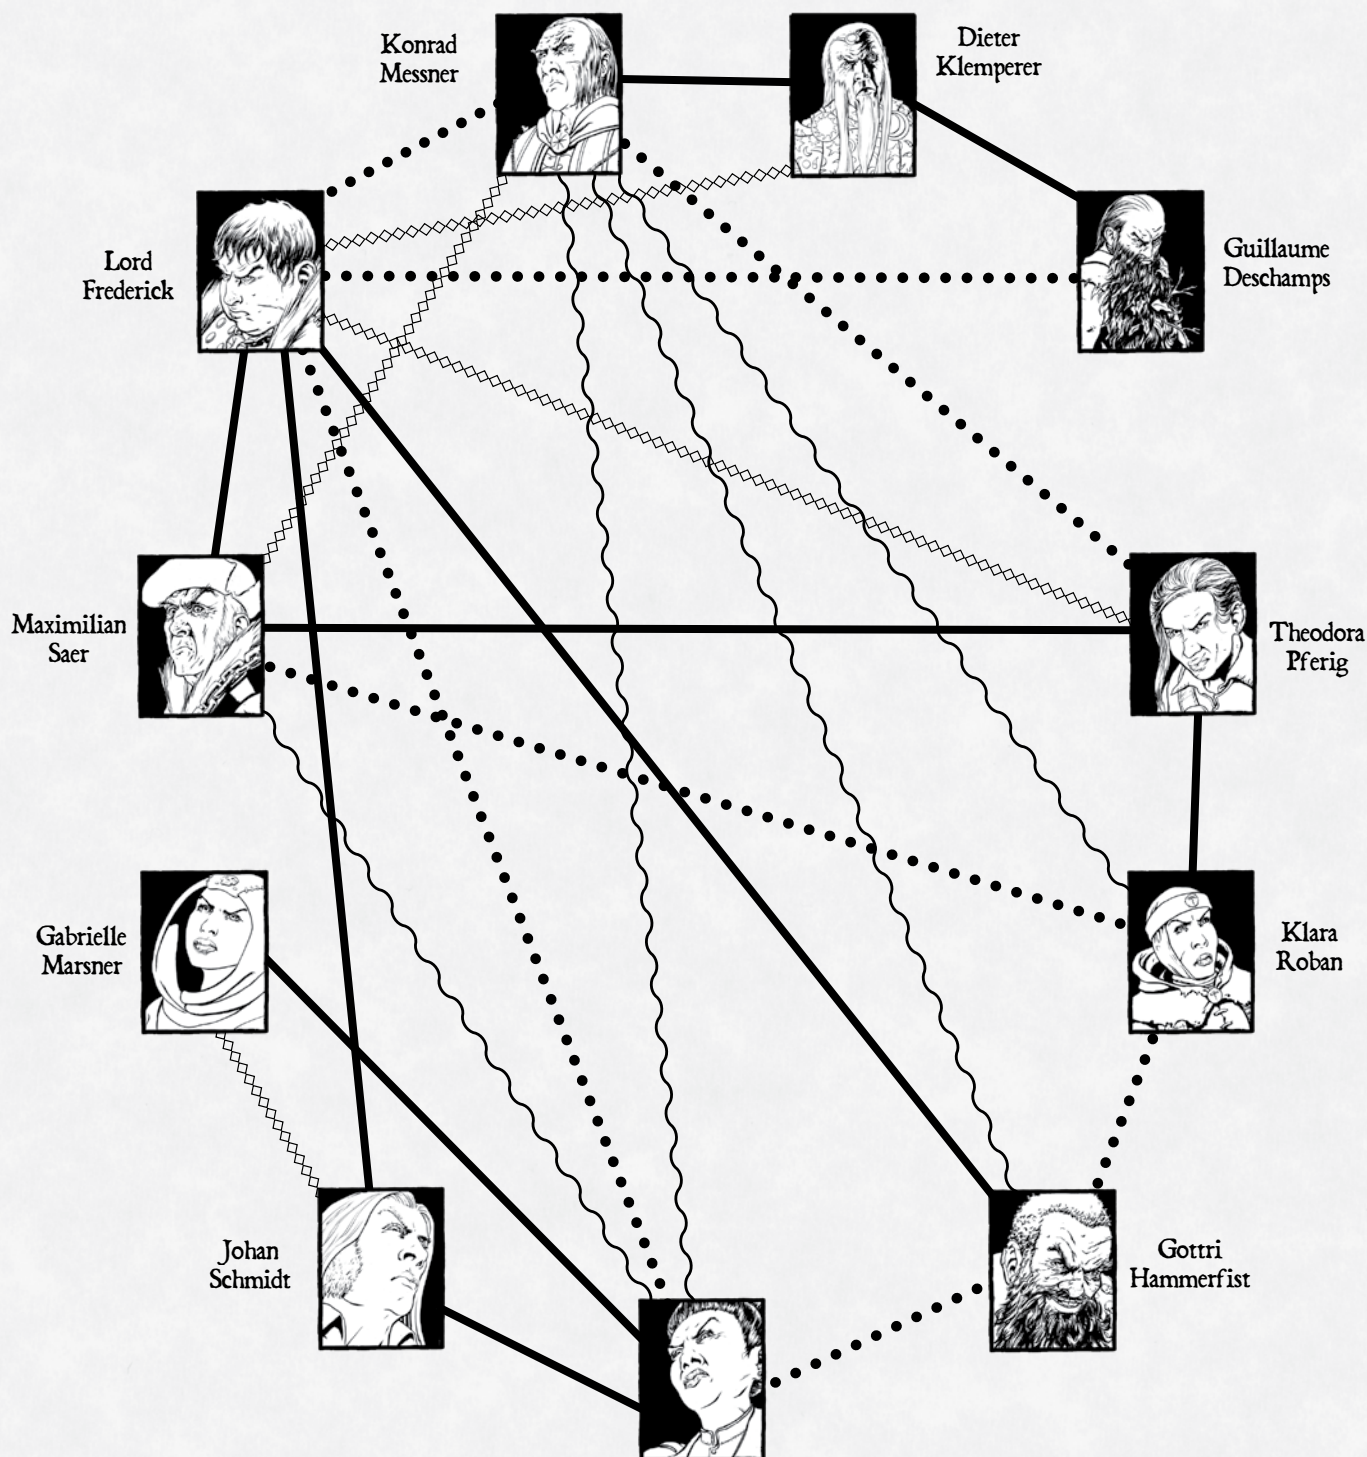 Konrad
Messner
Dieter
Klemperer
Lord
Frederick
Guillaume
Deschamps
Maximilian
Saer
Theodora
Pferig
Gabrielle
Marsner
Klara
Roban
Johan
Schmidt
Gottri
Hammerfist